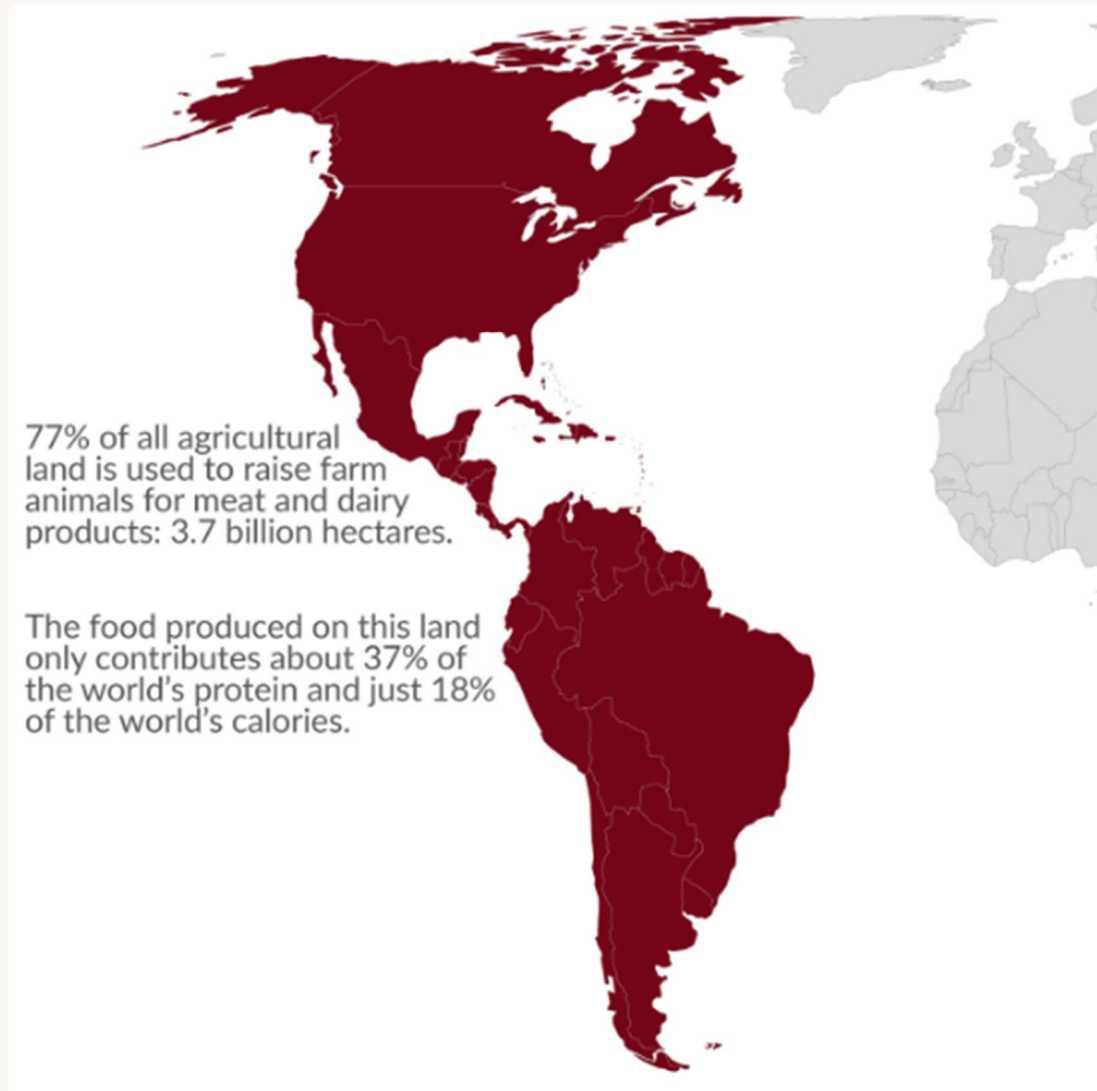 77% of all agricultural
land is used to raise farm
animals for meat and dairy
products: 3.7 billion hectares.
The food produced on this land
only contributes about 37% of
the world's protein and just 18%
of the world's calories.